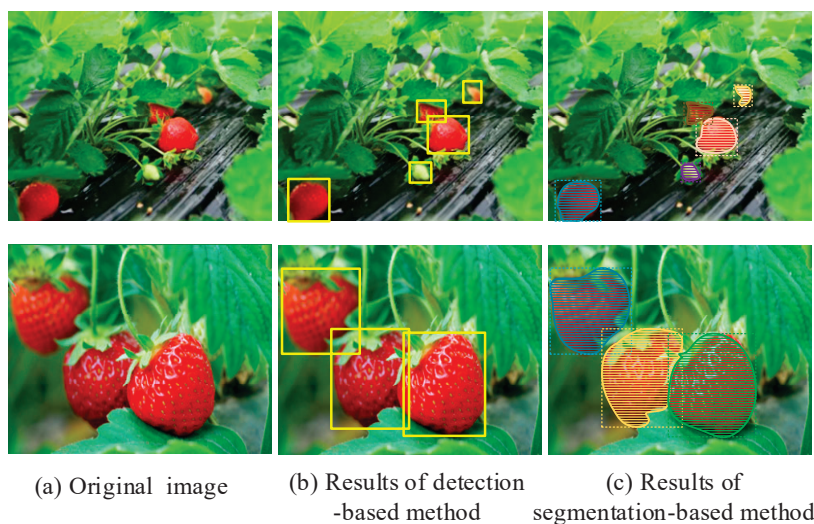 (a) Original image
(b) Results of detection
-based method
(c) Results of
segmentation-based method